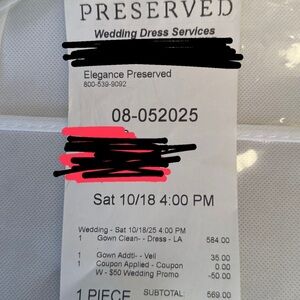 PRESERVED
Wedding Dress Services
Elegance Preserved
800-539-9092
08-052025
Sat 10/18 4:00 PM
Wedding - Sat 10/18/25 4:00 PM
1 Gown Clean- - Dress - LA 584.00
1 Gown Addtl- - Veil 35.00
1 Coupon Applied - Coupon 0.00
W - $50 Wedding Promo -50.00
1 PIECE SUBTOTAL: 569.00